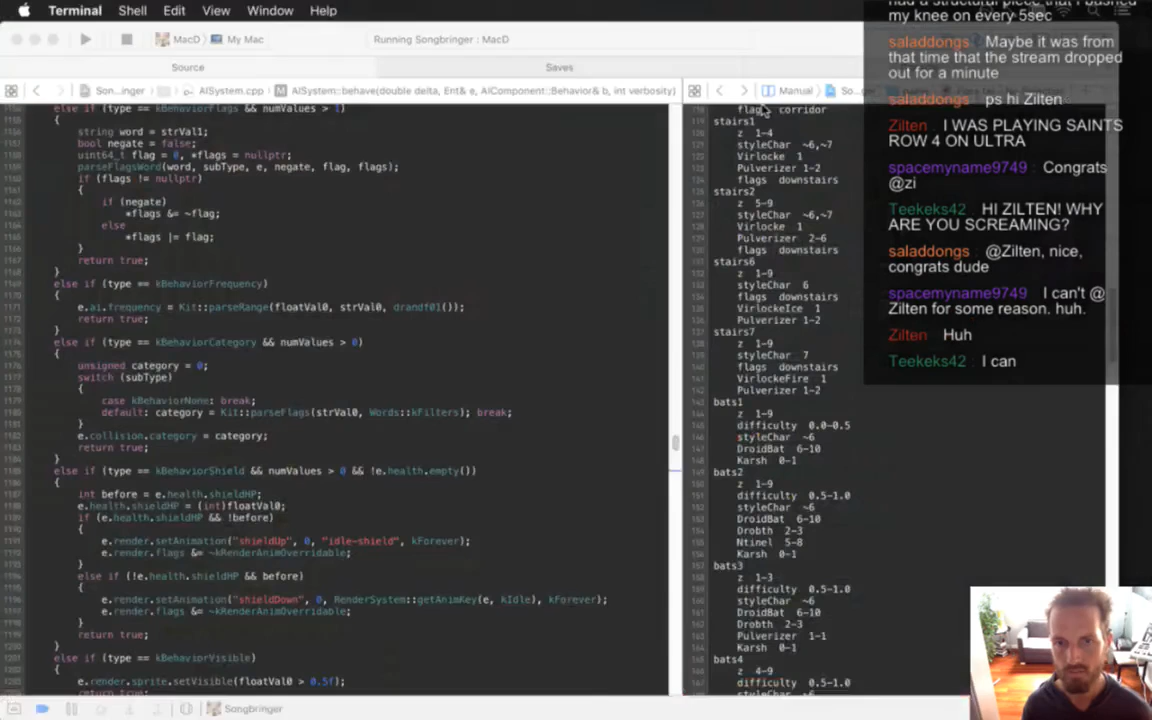 Terminal Shell Edit View Window Help
MacD My Mac
Running Songbringer : MacD
Source
Saves
Son...inger
AISystem.cpp
AISystem::behave(double delta, Ent& e, AIComponent::Behavior& b, int verbosity)
Manual
else if (type == kBehaviorFlags && numValues > 1)
{
string word = strVal1;
bool negate = false;
uint64_t flag = 0, *flags = nullptr;
parseFlagsWord(word, subType, e, negate, flag, flags);
if (flags != nullptr)
{
if (negate)
*flags &= ~flag;
else
*flags |= flag;
}
return true;
}
else if (type == kBehaviorFrequency)
{
e.ai.frequency = Kit::parseRange(floatVal0, strVal0, drandf01());
return true;
}
else if (type == kBehaviorCategory && numValues > 0)
{
unsigned category = 0;
switch (subType)
{
case kBehaviorNone: break;
default: category = Kit::parseFlags(strVal0, Words::kFilters); break;
}
e.collision.category = category;
return true;
}
else if (type == kBehaviorShield && numValues > 0 && !e.health.empty())
{
int before = e.health.shieldHP;
e.health.shieldHP = (int)floatVal0;
if (e.health.shieldHP && !before)
{
e.render.setAnimation("shieldUp", 0, "idle-shield", kForever);
e.render.flags &= ~kRenderAnimOverridable;
}
else if (!e.health.shieldHP && before)
{
e.render.setAnimation("shieldDown", 0, RenderSystem::getAnimKey(e, kIdle), kForever);
e.render.flags &= ~kRenderAnimOverridable;
}
return true;
}
else if (type == kBehaviorVisible)
{
e.render.sprite.setVisible(floatVal0 > 0.5f);
return true;
flags corridor
stairs1
z 1-4
styleChar ~6,~7
Virlocke 1
Pulverizer 1-2
flags downstairs
stairs2
z 5-9
styleChar ~6,~7
Virlocke 1
Pulverizer 2-6
flags downstairs
stairs6
z 1-9
styleChar 6
flags downstairs
VirlockeIce 1
Pulverizer 1-2
stairs7
z 1-9
styleChar 7
flags downstairs
VirlockeFire 1
Pulverizer 1-2
bats1
z 1-9
difficulty 0.0-0.5
styleChar ~6
DroidBat 6-10
Karsh 0-1
bats2
z 1-9
difficulty 0.5-1.0
styleChar ~6
DroidBat 6-10
Drobth 2-3
Ntinel 5-8
Karsh 0-1
bats3
z 1-3
difficulty 0.5-1.0
styleChar ~6
DroidBat 6-10
Drobth 2-3
Pulverizer 1-1
Karsh 0-1
bats4
z 4-9
difficulty 0.5-1.0
styleChar ~6
had a structural piece that I bashed
my knee on every 5sec
saladdongs Maybe it was from
that time that the stream dropped
out for a minute
saladdongs ps hi Zilten
Zilten I WAS PLAYING SAINTS
ROW 4 ON ULTRA
spacemyname9749 Congrats
@zi
Teekeks42 HI ZILTEN! WHY
ARE YOU SCREAMING?
saladdongs @Zilten, nice,
congrats dude
spacemyname9749 I can't @
Zilten for some reason. huh.
Zilten Huh
Teekeks42 I can
Songbringer